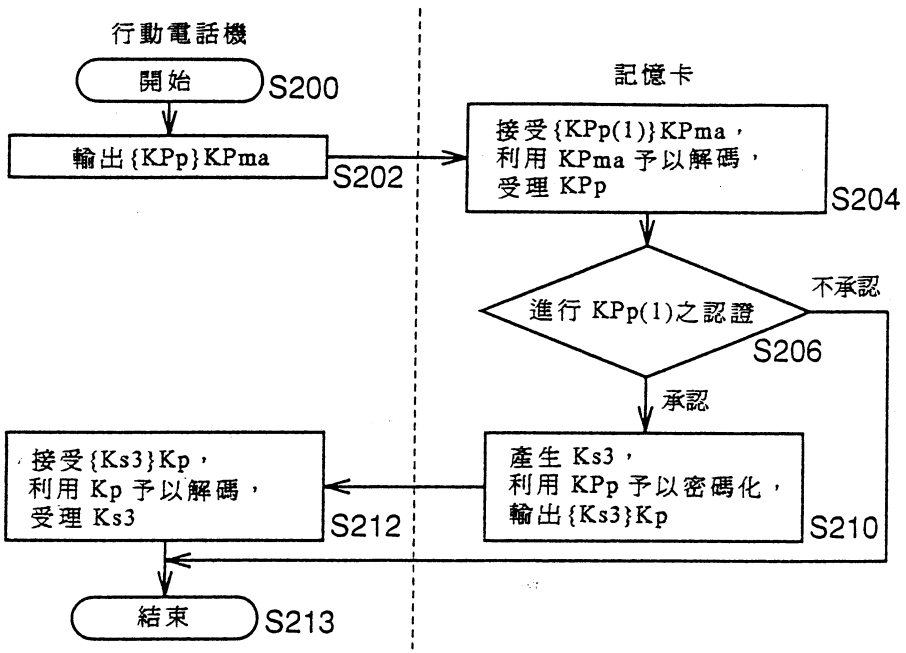 行動電話機
開始
S200
輸出{KPp}KPma
S202
記憶卡
接受{KPp(1)}KPma，
利用 KPma 予以解碼，
受理 KPp
S204
進行 KPp(1)之認證
S206
不承認
承認
產生 Ks3，
利用 KPp 予以密碼化，
輸出{Ks3}Kp
S210
接受{Ks3}Kp，
利用 Kp 予以解碼，
受理 Ks3
S212
結束
S213